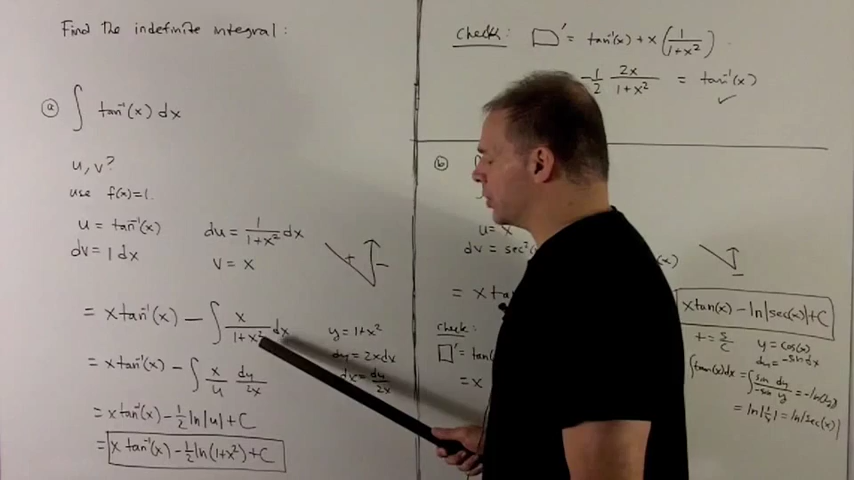 Find the indefinite integral:
ⓐ ∫ tan⁻¹(x) dx
u, v?
use f(x)=1.
u = tan⁻¹(x) du = 1/(1+x²) dx
dv = 1 dx v = x
+ −
= x tan⁻¹(x) − ∫ x/(1+x²) dx
y = 1+x²
dy = 2x dx
dx = dy/2x
= x tan⁻¹(x) − ∫ x/u dy/2x
= x tan⁻¹(x) − 1/2 ln|u| + C
= x tan⁻¹(x) − 1/2 ln(1+x²) + C
Check: □' = tan⁻¹(x) + x (1/(1+x²))
−1/2 2x/(1+x²) = tan⁻¹(x)
✓
ⓑ
u = x
dv = sec²(
= x tan
x tan(x) − ln|sec(x)| + C
check:
□' = tan(
= x
t = s/c y = cos(x)
dy = −sin dx
∫tan(x)dx = ∫ sin/−sin dy/y = −ln(|y|)
= ln|1/y| = ln|sec(x)|